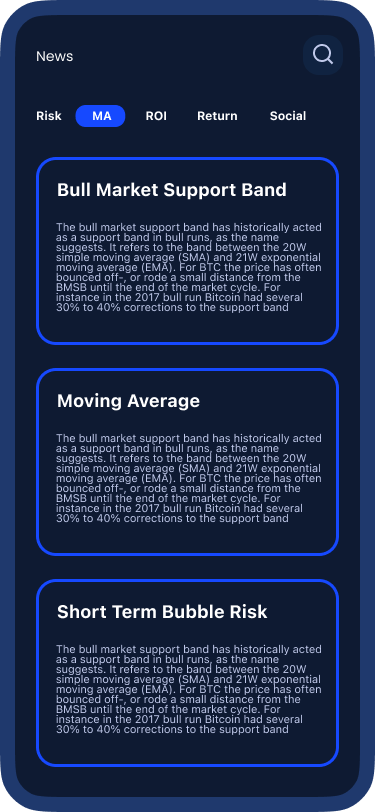 News
Risk MA ROI Return Social
Bull Market Support Band
The bull market support band has historically acted
as a support band in bull runs, as the name
suggests. It refers to the band between the 20W
simple moving average (SMA) and 21W exponential
moving average (EMA). For BTC the price has often
bounced off-, or rode a small distance from the
BMSB until the end of the market cycle. For
instance in the 2017 bull run Bitcoin had several
30% to 40% corrections to the support band
Moving Average
The bull market support band has historically acted
as a support band in bull runs, as the name
suggests. It refers to the band between the 20W
simple moving average (SMA) and 21W exponential
moving average (EMA). For BTC the price has often
bounced off-, or rode a small distance from the
BMSB until the end of the market cycle. For
instance in the 2017 bull run Bitcoin had several
30% to 40% corrections to the support band
Short Term Bubble Risk
The bull market support band has historically acted
as a support band in bull runs, as the name
suggests. It refers to the band between the 20W
simple moving average (SMA) and 21W exponential
moving average (EMA). For BTC the price has often
bounced off-, or rode a small distance from the
BMSB until the end of the market cycle. For
instance in the 2017 bull run Bitcoin had several
30% to 40% corrections to the support band